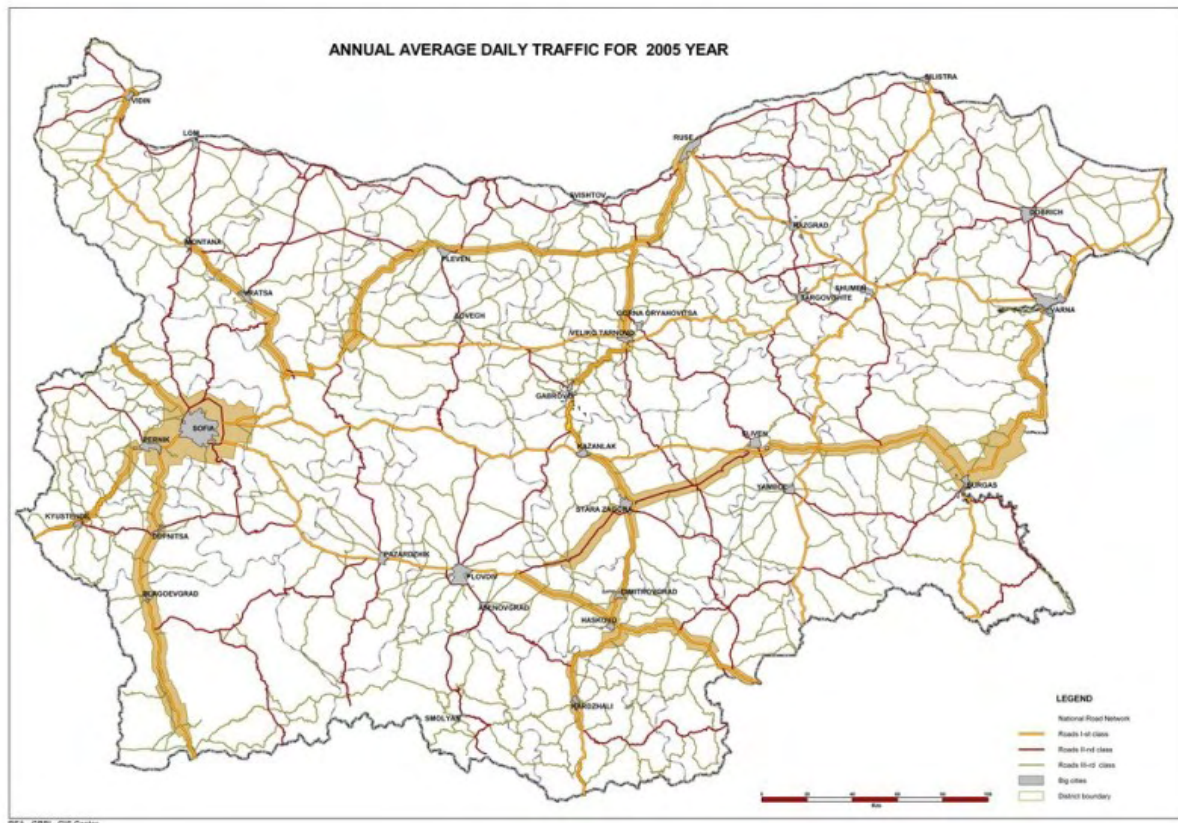 ANNUAL AVERAGE DAILY TRAFFIC FOR 2005 YEAR
SILISTRA
VIDIN
LOM
RUSE
SVISHTOV
DOBRICH
RAZGRAD
MONTANA
PLEVEN
VRATSA
SHUMEN
TARGOVISHTE
VARNA
GORNA ORYAHOVITSA
LOVECH
VELIKO TARNOVO
GABROVO
SOFIA
PERNIK
SLIVEN
KAZANLAK
YAMBOL
BURGAS
STARA ZAGORA
KYUSTENDIL
DUPNITSA
PAZARDZHIK
PLOVDIV
BLAGOEVGRAD
DIMITROVGRAD
ASENOVGRAD
HASKOVO
KARDZHALI
SMOLYAN
LEGEND
National Road Network
Roads I-st class
Roads II-nd class
Roads III-rd class
Big cities
District boundary
Km